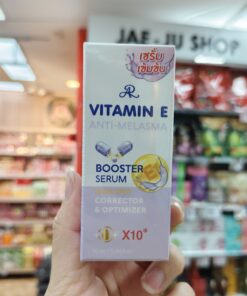 JAE - JU SHOP
เซรั่ม
เข้มข้น
AR
VITAMIN E
ANTI-MELASMA
BOOSTER
SERUM
CORRECTOR
& OPTIMIZER
X10*